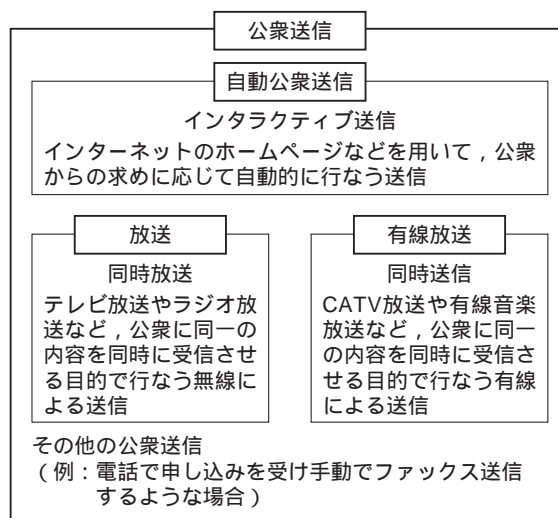 公衆送信
自動公衆送信
インタラクティブ送信
インターネットのホームページなどを用いて，公衆
からの求めに応じて自動的に行なう送信
放送
同時放送
テレビ放送やラジオ放
送など，公衆に同一の
内容を同時に受信させ
る目的で行なう無線に
よる送信
有線放送
同時送信
CATV放送や有線音楽
放送など，公衆に同一
の内容を同時に受信さ
せる目的で行なう有線
による送信
その他の公衆送信
（例：電話で申し込みを受け手動でファックス送信
するような場合）